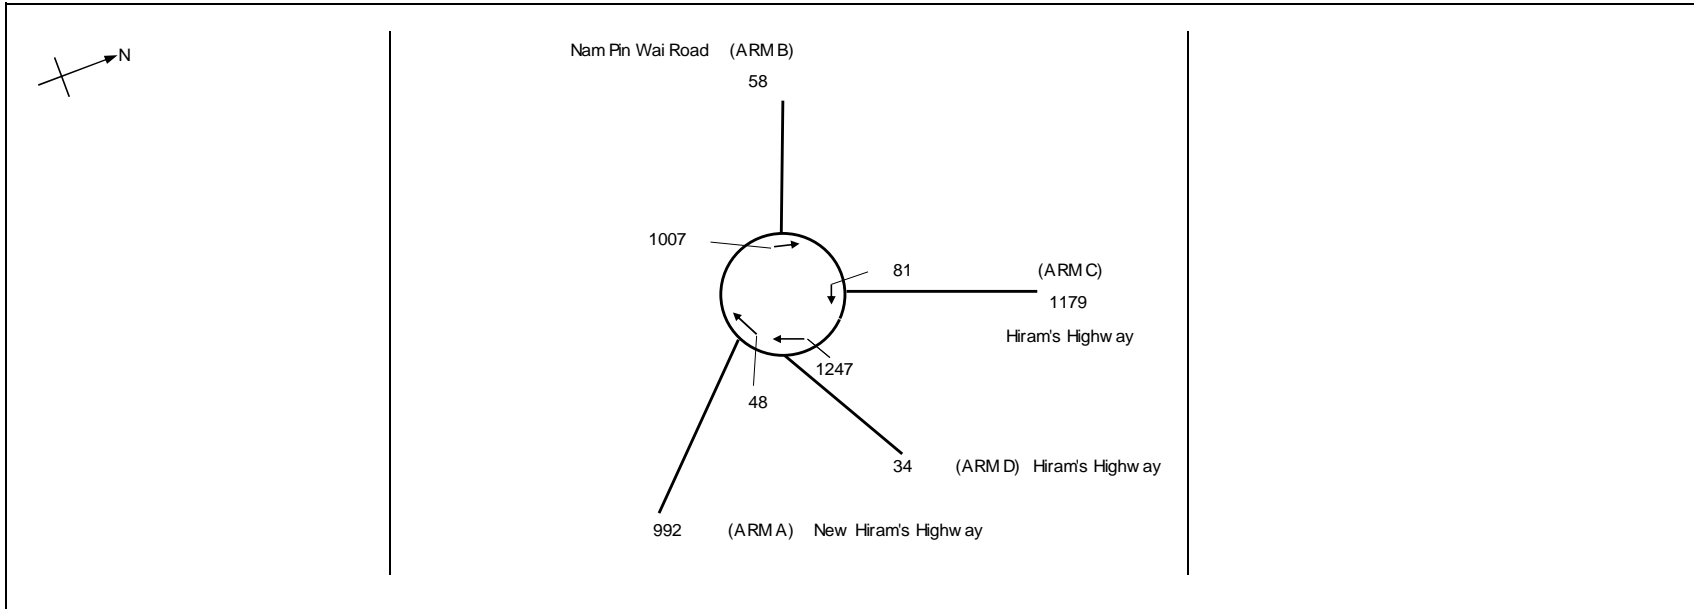 N
Nam Pin Wai Road (ARM B)
58
1007
81 (ARM C)
1179
Hiram's Highway
1247
48
34 (ARM D) Hiram's Highway
992 (ARM A) New Hiram's Highway